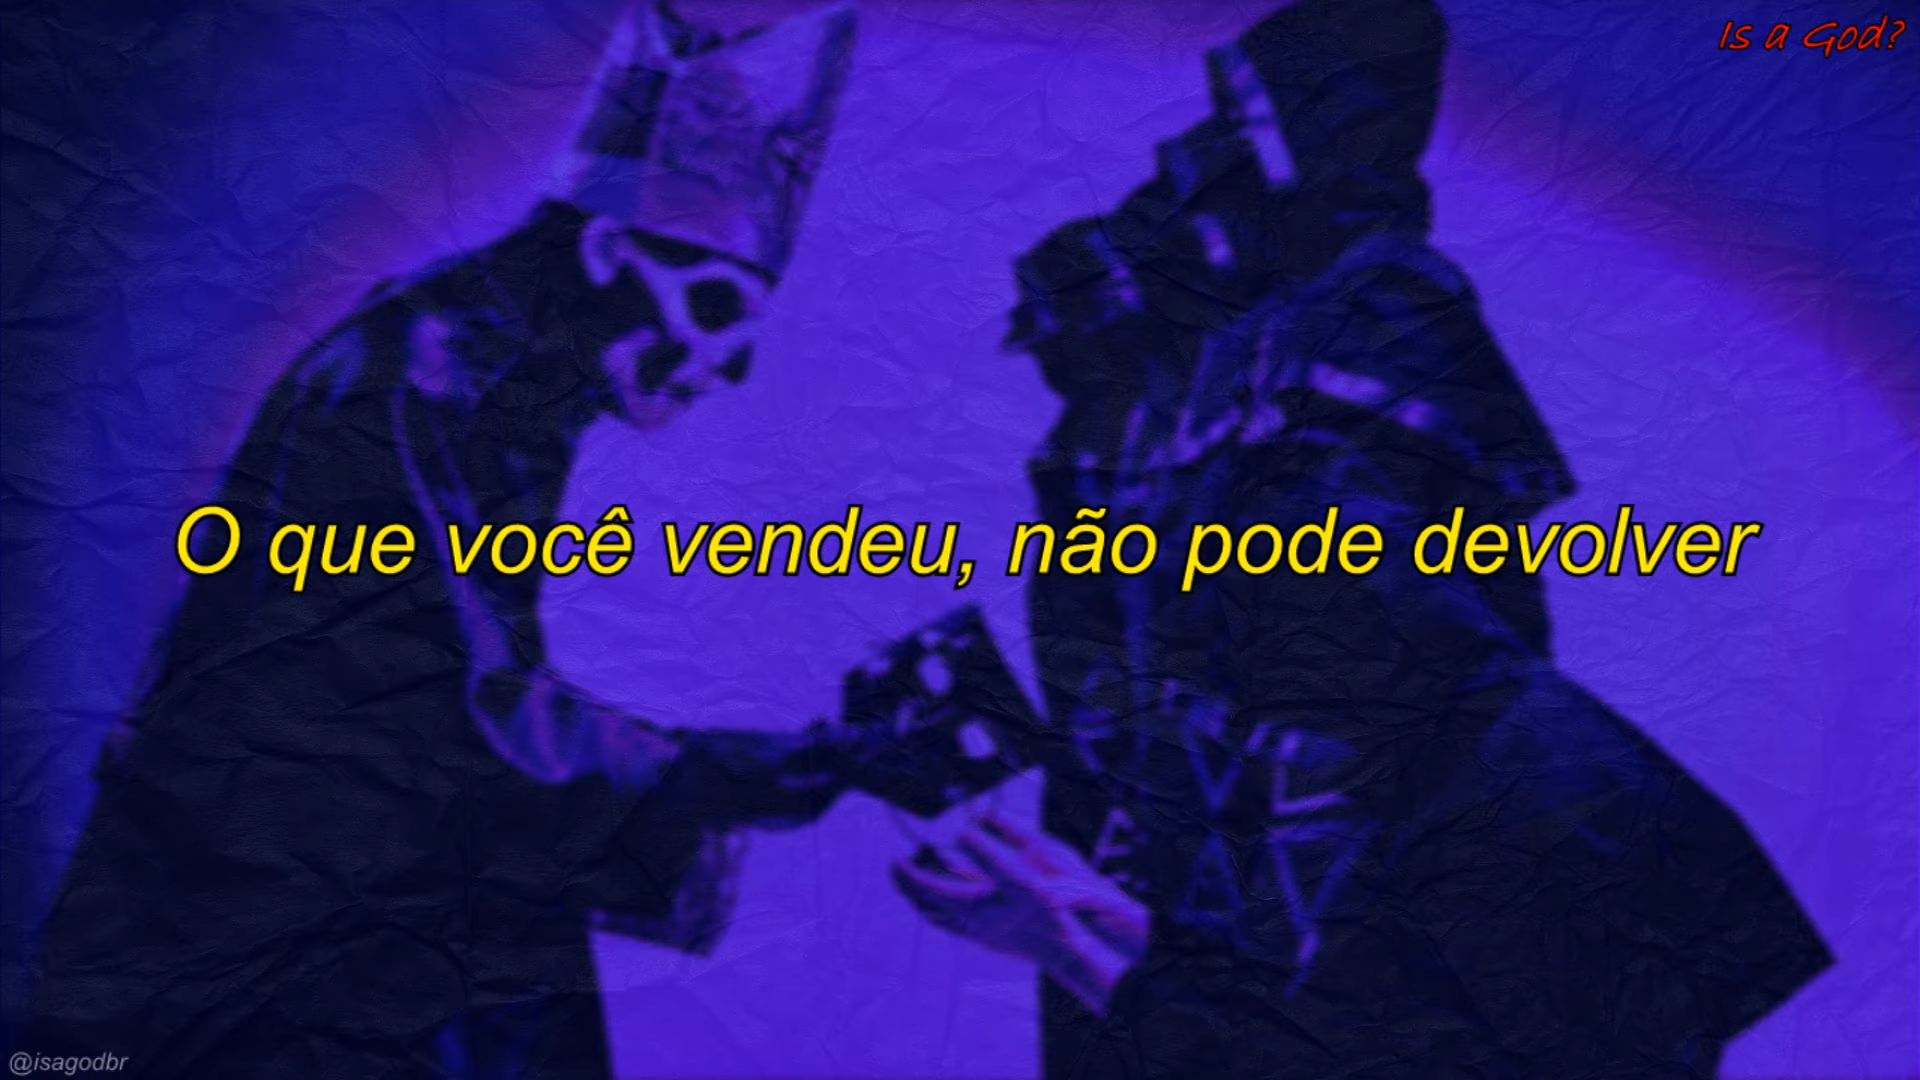 Is a God?
O que você vendeu, não pode devolver
@isagodbr